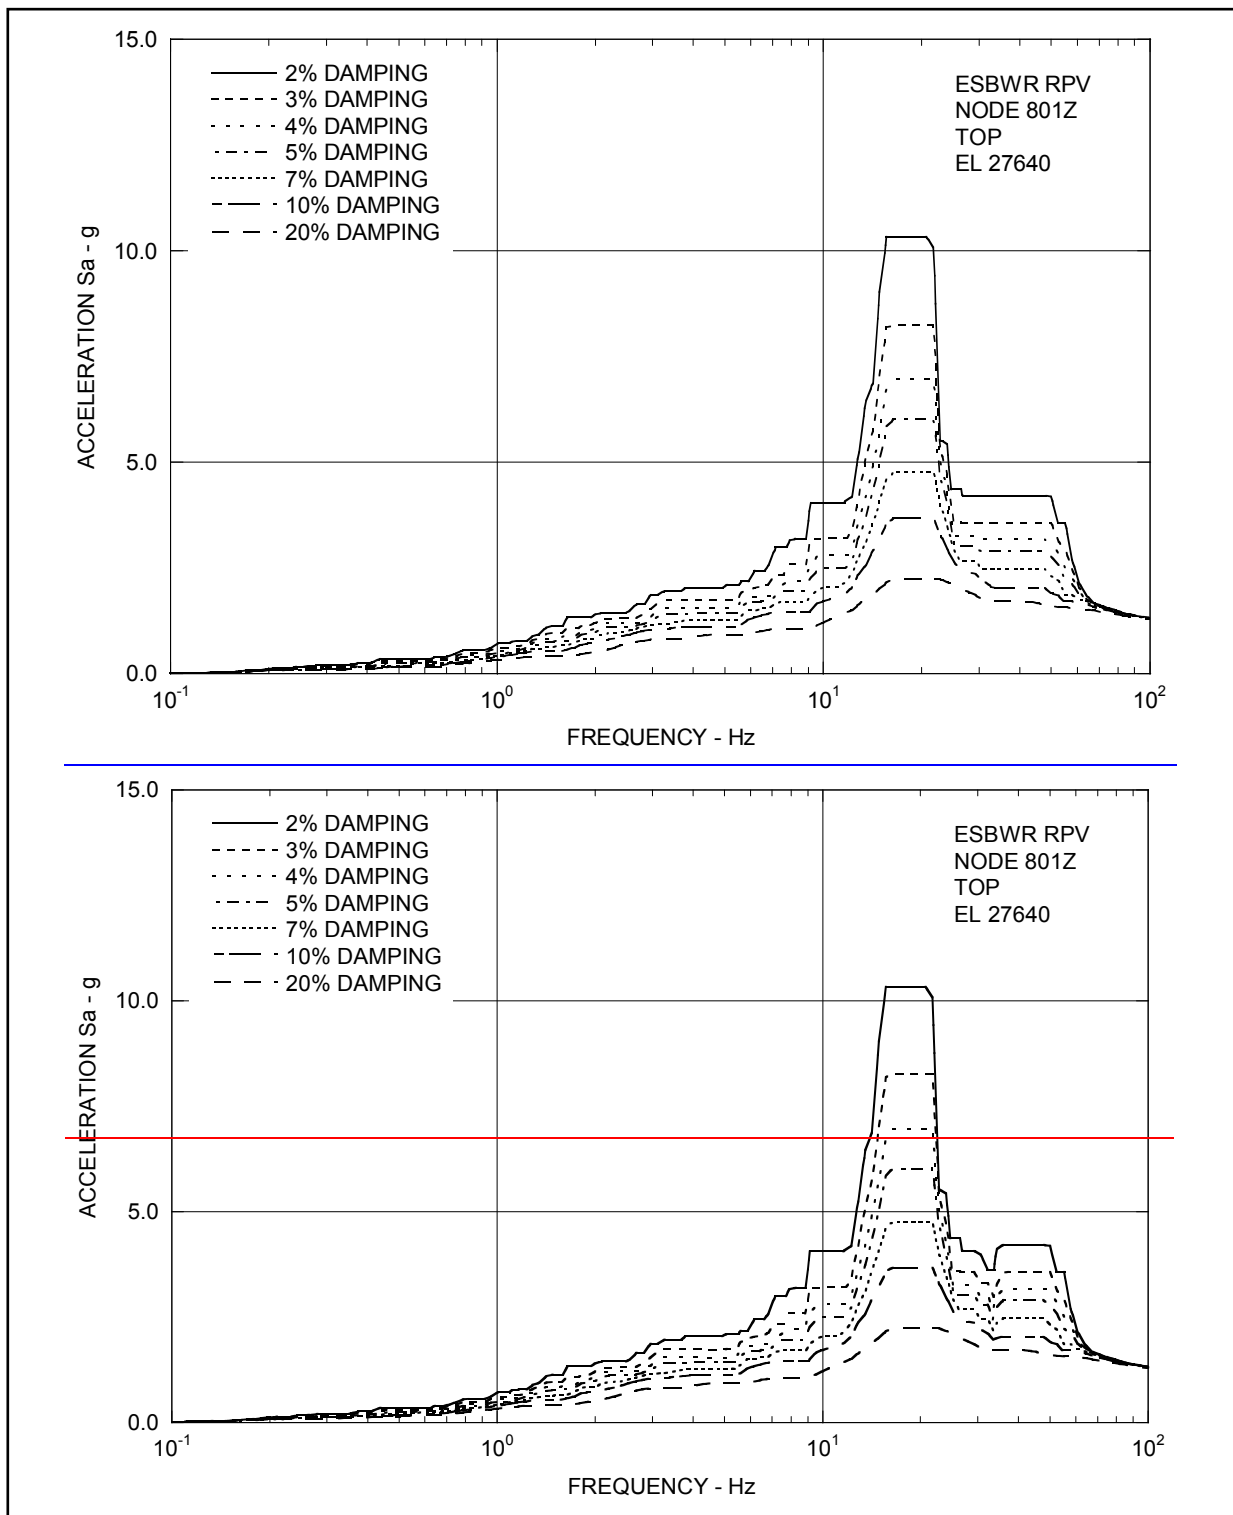 15.0
2% DAMPING
3% DAMPING
4% DAMPING
5% DAMPING
7% DAMPING
10% DAMPING
20% DAMPING
ESBWR RPV
NODE 801Z
TOP
EL 27640
ACCELERATION Sa - g
10.0
5.0
0.0
10⁻¹
10⁰
10¹
10²
FREQUENCY - Hz
15.0
2% DAMPING
3% DAMPING
4% DAMPING
5% DAMPING
7% DAMPING
10% DAMPING
20% DAMPING
ESBWR RPV
NODE 801Z
TOP
EL 27640
ACCELERATION Sa - g
10.0
5.0
0.0
10⁻¹
10⁰
10¹
10²
FREQUENCY - Hz